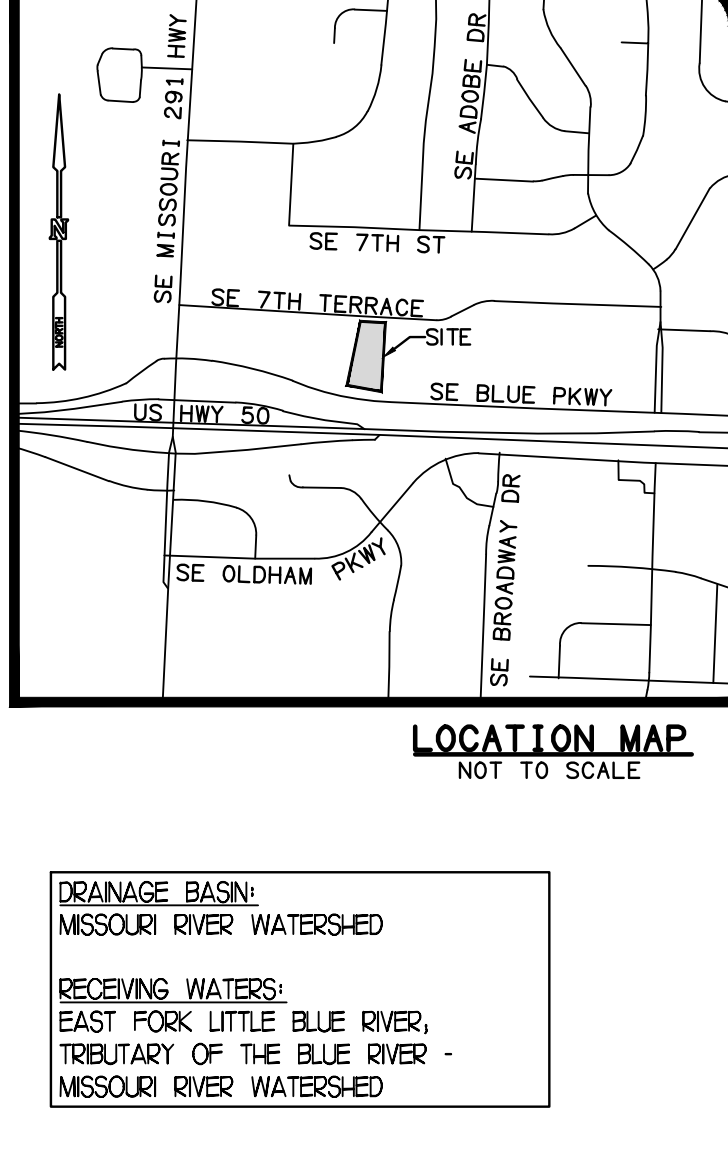 SE MISSOURI 291 HWY
SE ADOBE DR
N
NORTH
SE 7TH ST
SE 7TH TERRACE
SITE
SE BLUE PKWY
US HWY 50
SE OLDHAM PKWY
SE BROADWAY DR
LOCATION MAP
NOT TO SCALE
DRAINAGE BASIN:
MISSOURI RIVER WATERSHED
RECEIVING WATERS:
EAST FORK LITTLE BLUE RIVER,
TRIBUTARY OF THE BLUE RIVER -
MISSOURI RIVER WATERSHED